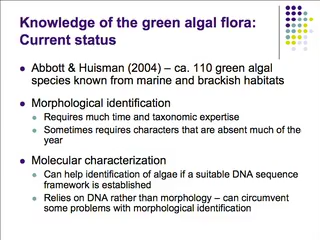 Knowledge of the green algal flora:
Current status
Abbott & Huisman (2004) – ca. 110 green algal
species known from marine and brackish habitats
Morphological identification
Requires much time and taxonomic expertise
Sometimes requires characters that are absent much of the
year
Molecular characterization
Can help identification of algae if a suitable DNA sequence
framework is established
Relies on DNA rather than morphology – can circumvent
some problems with morphological identification